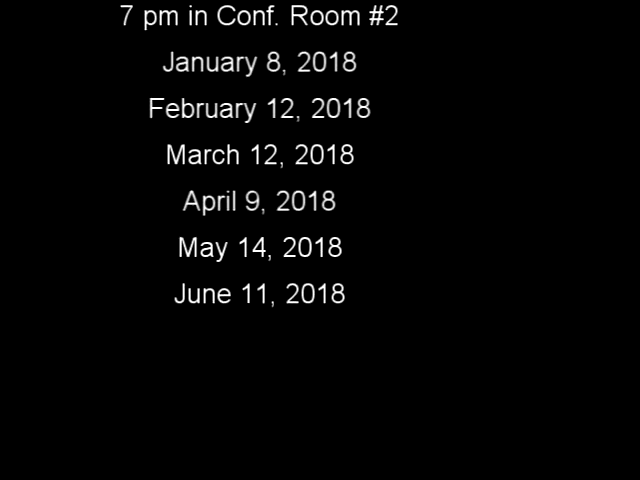 7 pm in Conf. Room #2
January 8, 2018
February 12, 2018
March 12, 2018
April 9, 2018
May 14, 2018
June 11, 2018